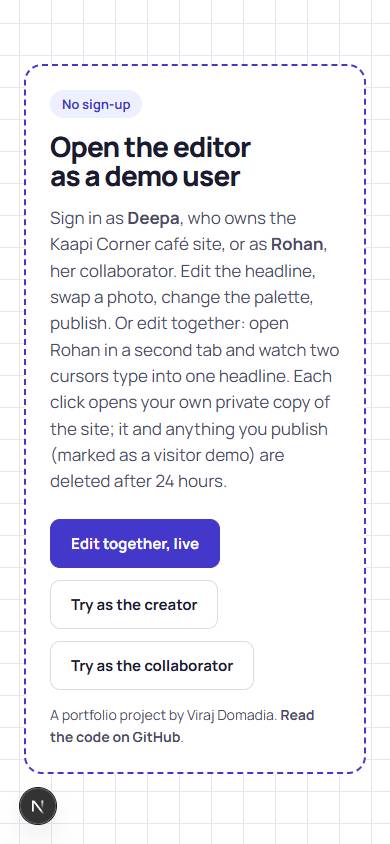 No sign-up
Open the editor
as a demo user
Sign in as Deepa, who owns the
Kaapi Corner café site, or as Rohan,
her collaborator. Edit the headline,
swap a photo, change the palette,
publish. Or edit together: open
Rohan in a second tab and watch two
cursors type into one headline. Each
click opens your own private copy of
the site; it and anything you publish
(marked as a visitor demo) are
deleted after 24 hours.
Edit together, live
Try as the creator
Try as the collaborator
A portfolio project by Viraj Domadia. Read
the code on GitHub.
N